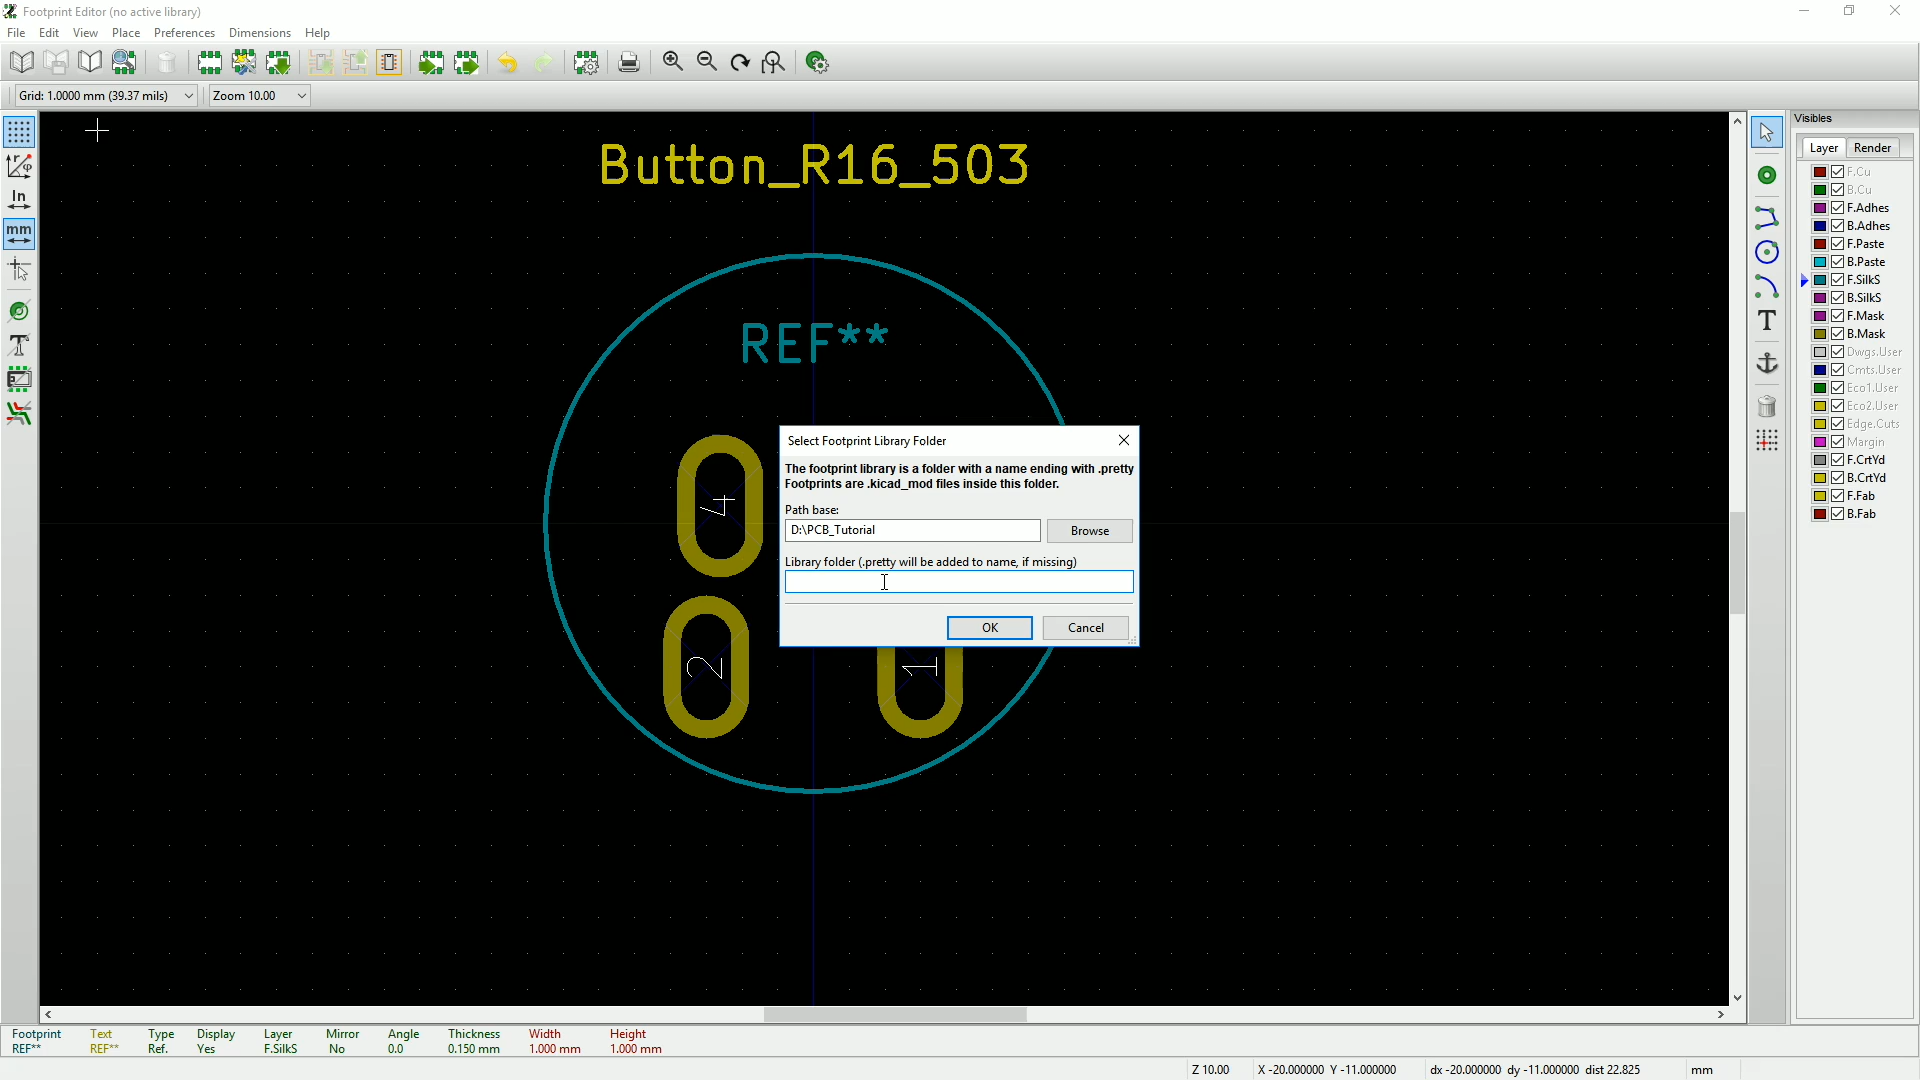 Footprint Editor (no active library)
File Edit View Place Preferences Dimensions Help
Grid: 1.0000 mm (39.37 mils) Zoom 10.00
Visibles
Layer Render
F.Cu
B.Cu
F.Adhes
B.Adhes
F.Paste
B.Paste
F.SilkS
B.SilkS
F.Mask
B.Mask
Dwgs.User
Cmts.User
Eco1.User
Eco2.User
Edge.Cuts
Margin
F.CrtYd
B.CrtYd
F.Fab
B.Fab
In
mm
Button_R16_503
REF**
4
2
1
Select Footprint Library Folder
The footprint library is a folder with a name ending with .pretty
Footprints are .kicad_mod files inside this folder.
Path base:
D:\PCB_Tutorial Browse
Library folder (.pretty will be added to name, if missing)
OK Cancel
Footprint Text Type Display Layer Mirror Angle Thickness Width Height
REF** REF** Ref. Yes F.SilkS No 0.0 0.150 mm 1.000 mm 1.000 mm
Z 10.00 X -20.000000 Y -11.000000 dx -20.000000 dy -11.000000 dist 22.825 mm